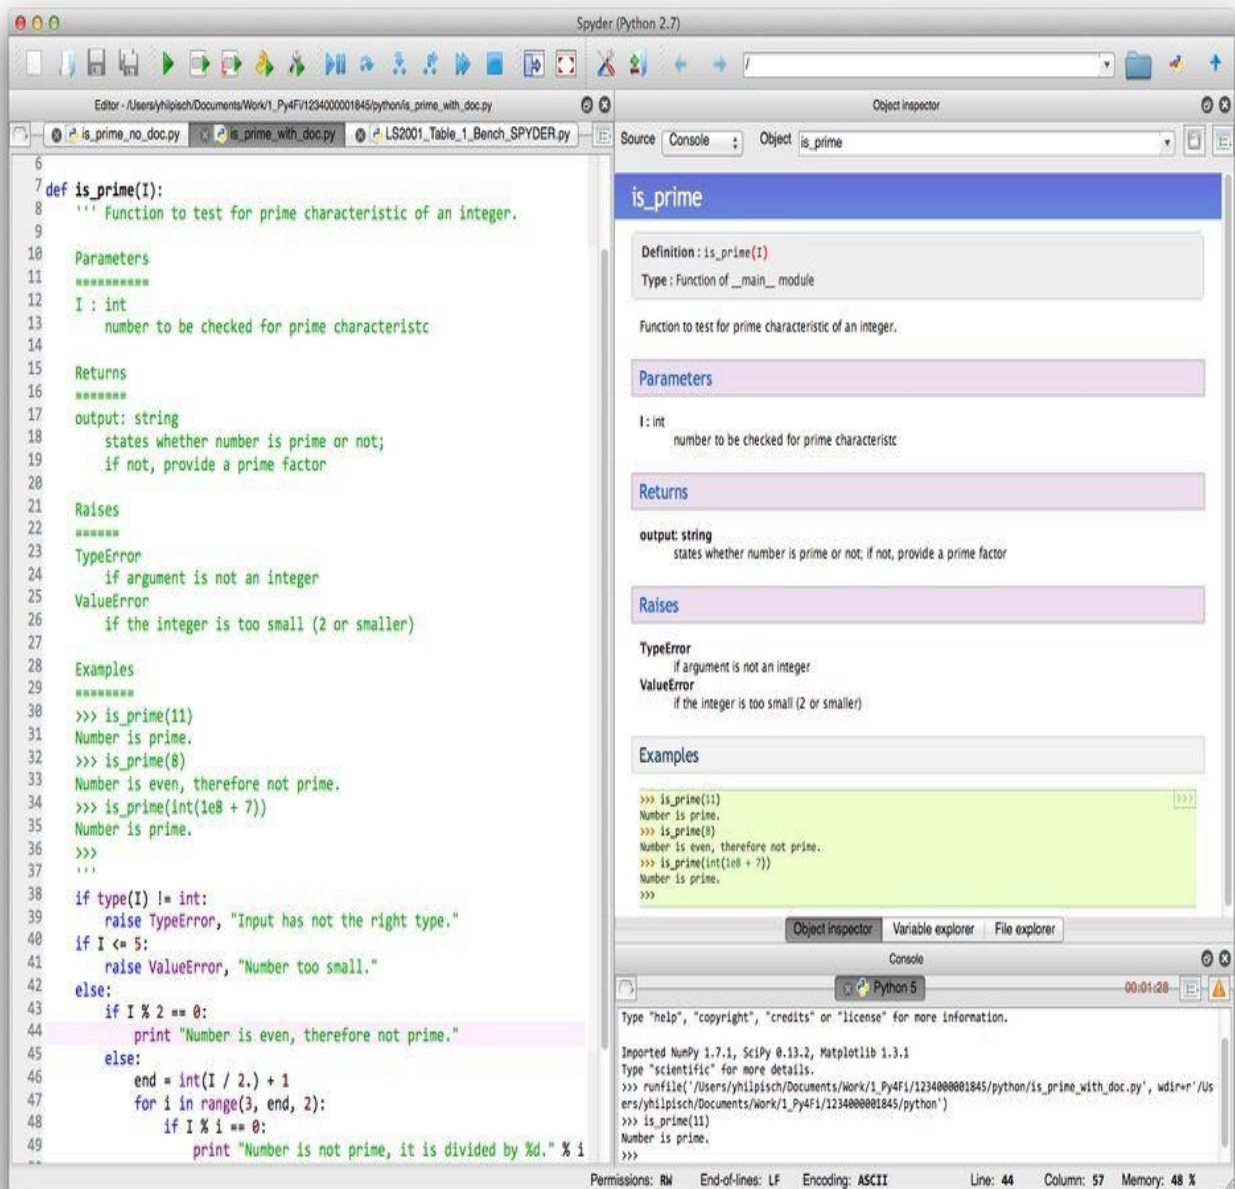 Spyder (Python 2.7)
/
Editor - /Users/yhilpisch/Documents/Work/1_Py4Fi/1234000001845/python/is_prime_with_doc.py
is_prime_no_doc.py is_prime_with_doc.py LS2001_Table_1_Bench_SPYDER.py
6
7 def is_prime(I):
8 ''' Function to test for prime characteristic of an integer.
9
10 Parameters
11 ==========
12 I : int
13 number to be checked for prime characteristc
14
15 Returns
16 =======
17 output: string
18 states whether number is prime or not;
19 if not, provide a prime factor
20
21 Raises
22 ======
23 TypeError
24 if argument is not an integer
25 ValueError
26 if the integer is too small (2 or smaller)
27
28 Examples
29 ========
30 >>> is_prime(11)
31 Number is prime.
32 >>> is_prime(8)
33 Number is even, therefore not prime.
34 >>> is_prime(int(1e8 + 7))
35 Number is prime.
36 >>>
37 '''
38 if type(I) != int:
39 raise TypeError, "Input has not the right type."
40 if I <= 5:
41 raise ValueError, "Number too small."
42 else:
43 if I % 2 == 0:
44 print "Number is even, therefore not prime."
45 else:
46 end = int(I / 2.) + 1
47 for i in range(3, end, 2):
48 if I % i == 0:
49 print "Number is not prime, it is divided by %d." % i
Object inspector
Source Console Object is_prime
is_prime
Definition : is_prime(I)
Type : Function of __main__ module
Function to test for prime characteristic of an integer.
Parameters
I : int
number to be checked for prime characteristc
Returns
output: string
states whether number is prime or not; if not, provide a prime factor
Raises
TypeError
if argument is not an integer
ValueError
if the integer is too small (2 or smaller)
Examples
>>> is_prime(11)
>>>
Number is prime.
>>> is_prime(8)
Number is even, therefore not prime.
>>> is_prime(int(1e8 + 7))
Number is prime.
>>>
Object inspector Variable explorer File explorer
Console
Python 5 00:01:28
Type "help", "copyright", "credits" or "license" for more information.
Imported NumPy 1.7.1, SciPy 0.13.2, Matplotlib 1.3.1
Type "scientific" for more details.
>>> runfile('/Users/yhilpisch/Documents/Work/1_Py4Fi/1234000001845/python/is_prime_with_doc.py', wdir=r'/Us
ers/yhilpisch/Documents/Work/1_Py4Fi/1234000001845/python')
>>> is_prime(11)
Number is prime.
>>>
Permissions: RW End-of-lines: LF Encoding: ASCII Line: 44 Column: 57 Memory: 48 %